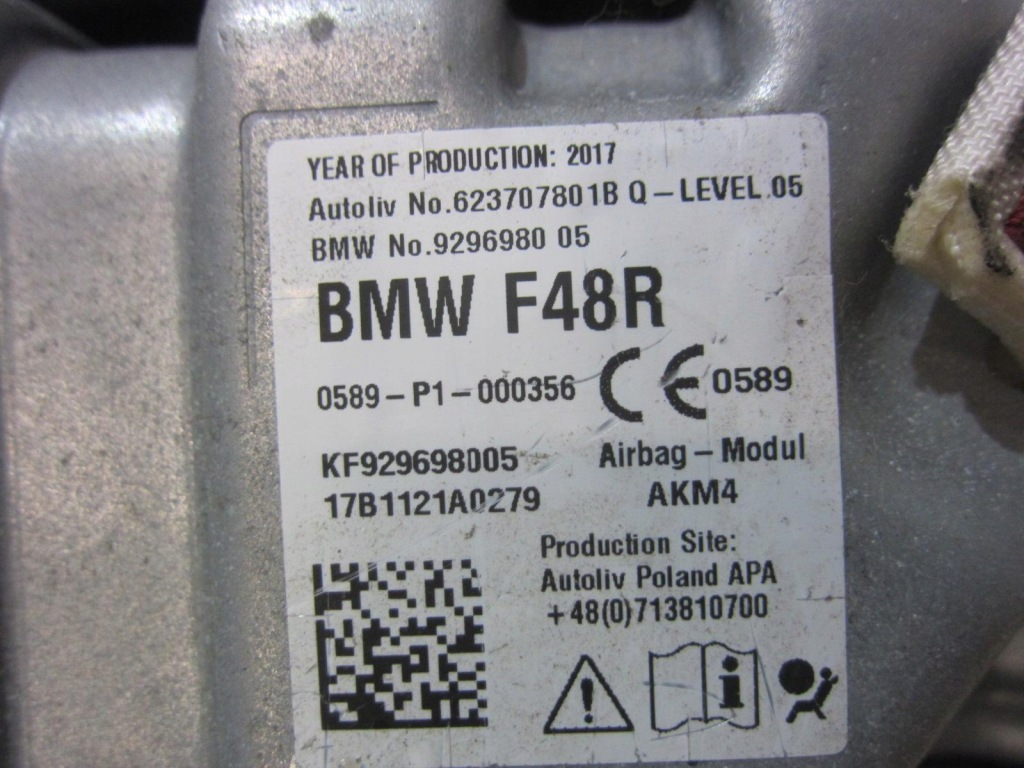 YEAR OF PRODUCTION: 2017
Autoliv No.623707801B Q-LEVEL 05
BMW No.9296980 05
BMW F48R
0589-P1-000356 CE 0589
KF929698005 Airbag-Modul
17B1121A0279 AKM4
Production Site:
Autoliv Poland APA
+48(0)713810700